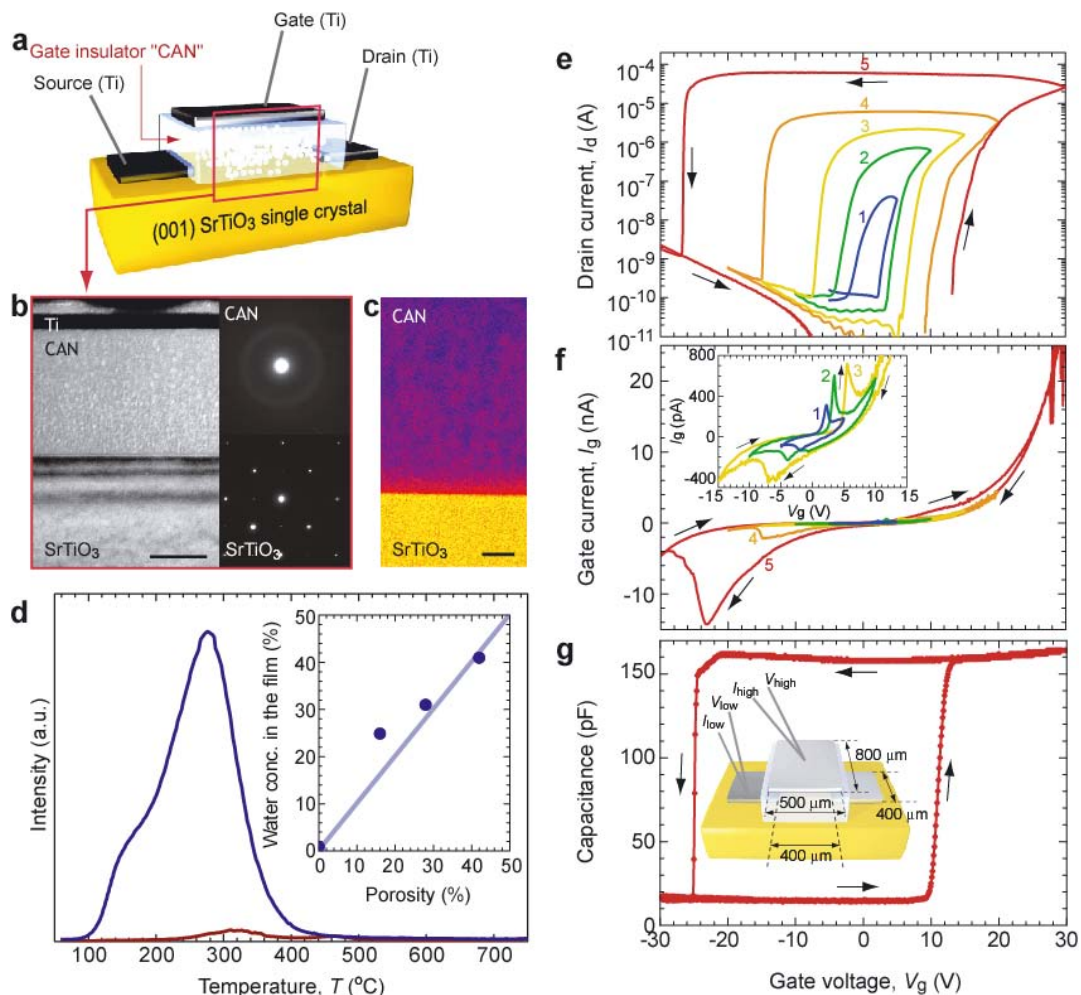 a
Gate (Ti)
Gate insulator "CAN"
Drain (Ti)
Source (Ti)
(001) SrTiO₃ single crystal
b
Ti
CAN
SrTiO₃
CAN
SrTiO₃
c
CAN
SrTiO₃
d
Intensity (a.u.)
100 200 300 400 500 600 700
Temperature, T (°C)
Water conc. in the film (%)
50
40
30
20
10
0
0 10 20 30 40 50
Porosity (%)
e
Drain current, Id (A)
10⁻⁴
10⁻⁵
10⁻⁶
10⁻⁷
10⁻⁸
10⁻⁹
10⁻¹⁰
10⁻¹¹
5
4
3
2
1
f
Gate current, Ig (nA)
20
10
0
-10
4
5
Ig (pA)
800
400
0
-400
1
2
3
-15 -10 -5 0 5 10 15
Vg (V)
g
Capacitance (pF)
150
100
50
0
Vhigh
Ihigh
Vlow
Ilow
800 μm
500 μm
400 μm
400 μm
-30 -20 -10 0 10 20 30
Gate voltage, Vg (V)